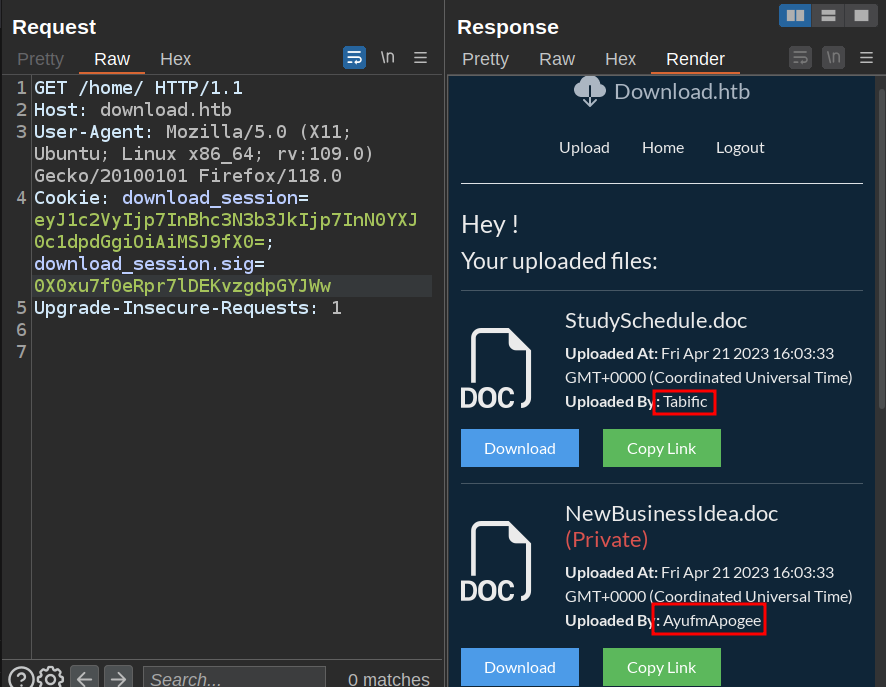 Request
Pretty Raw Hex \n
1 GET /home/ HTTP/1.1
2 Host: download.htb
3 User-Agent: Mozilla/5.0 (X11;
Ubuntu; Linux x86_64; rv:109.0)
Gecko/20100101 Firefox/118.0
4 Cookie: download_session=
eyJ1c2VyIjp7InBhc3N3b3JkIjp7InN0YXJ
0c1dpdGgiOiAiMSJ9fX0=;
download_session.sig=
0X0xu7f0eRpr7lDEKvzgdpGYJWw
5 Upgrade-Insecure-Requests: 1
6
7
? Search... 0 matches
Response
Pretty Raw Hex Render \n
Download.htb
Upload Home Logout
Hey !
Your uploaded files:
StudySchedule.doc
Uploaded At: Fri Apr 21 2023 16:03:33
GMT+0000 (Coordinated Universal Time)
Uploaded By: Tabific
DOC
Download Copy Link
NewBusinessIdea.doc
(Private)
Uploaded At: Fri Apr 21 2023 16:03:33
GMT+0000 (Coordinated Universal Time)
Uploaded By: AyufmApogee
DOC
Download Copy Link